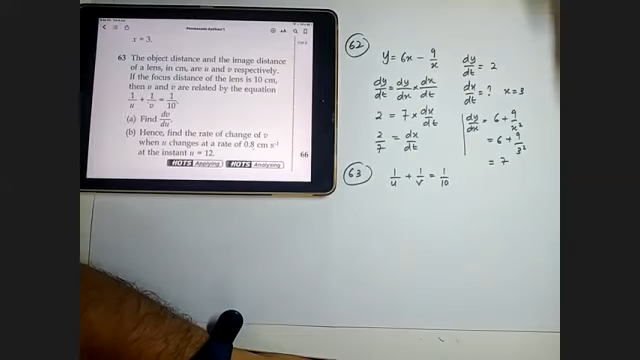 x = 3.
63 The object distance and the image distance
of a lens, in cm, are u and v respectively.
If the focus distance of the lens is 10 cm,
then u and v are related by the equation
1/u + 1/v = 1/10.
(a) Find dv/du.
(b) Hence, find the rate of change of v
when u changes at a rate of 0.8 cm s⁻¹
at the instant u = 12.
HOTS Applying HOTS Analysing
66
62
y = 6x - 9/x
dy/dt = dy/dx × dx/dt
2 = 7 × dx/dt
2/7 = dx/dt
dy/dt = 2
dx/dt = ? x = 3
dy/dx = 6 + 9/x²
= 6 + 9/3²
= 7
63
1/u + 1/v = 1/10